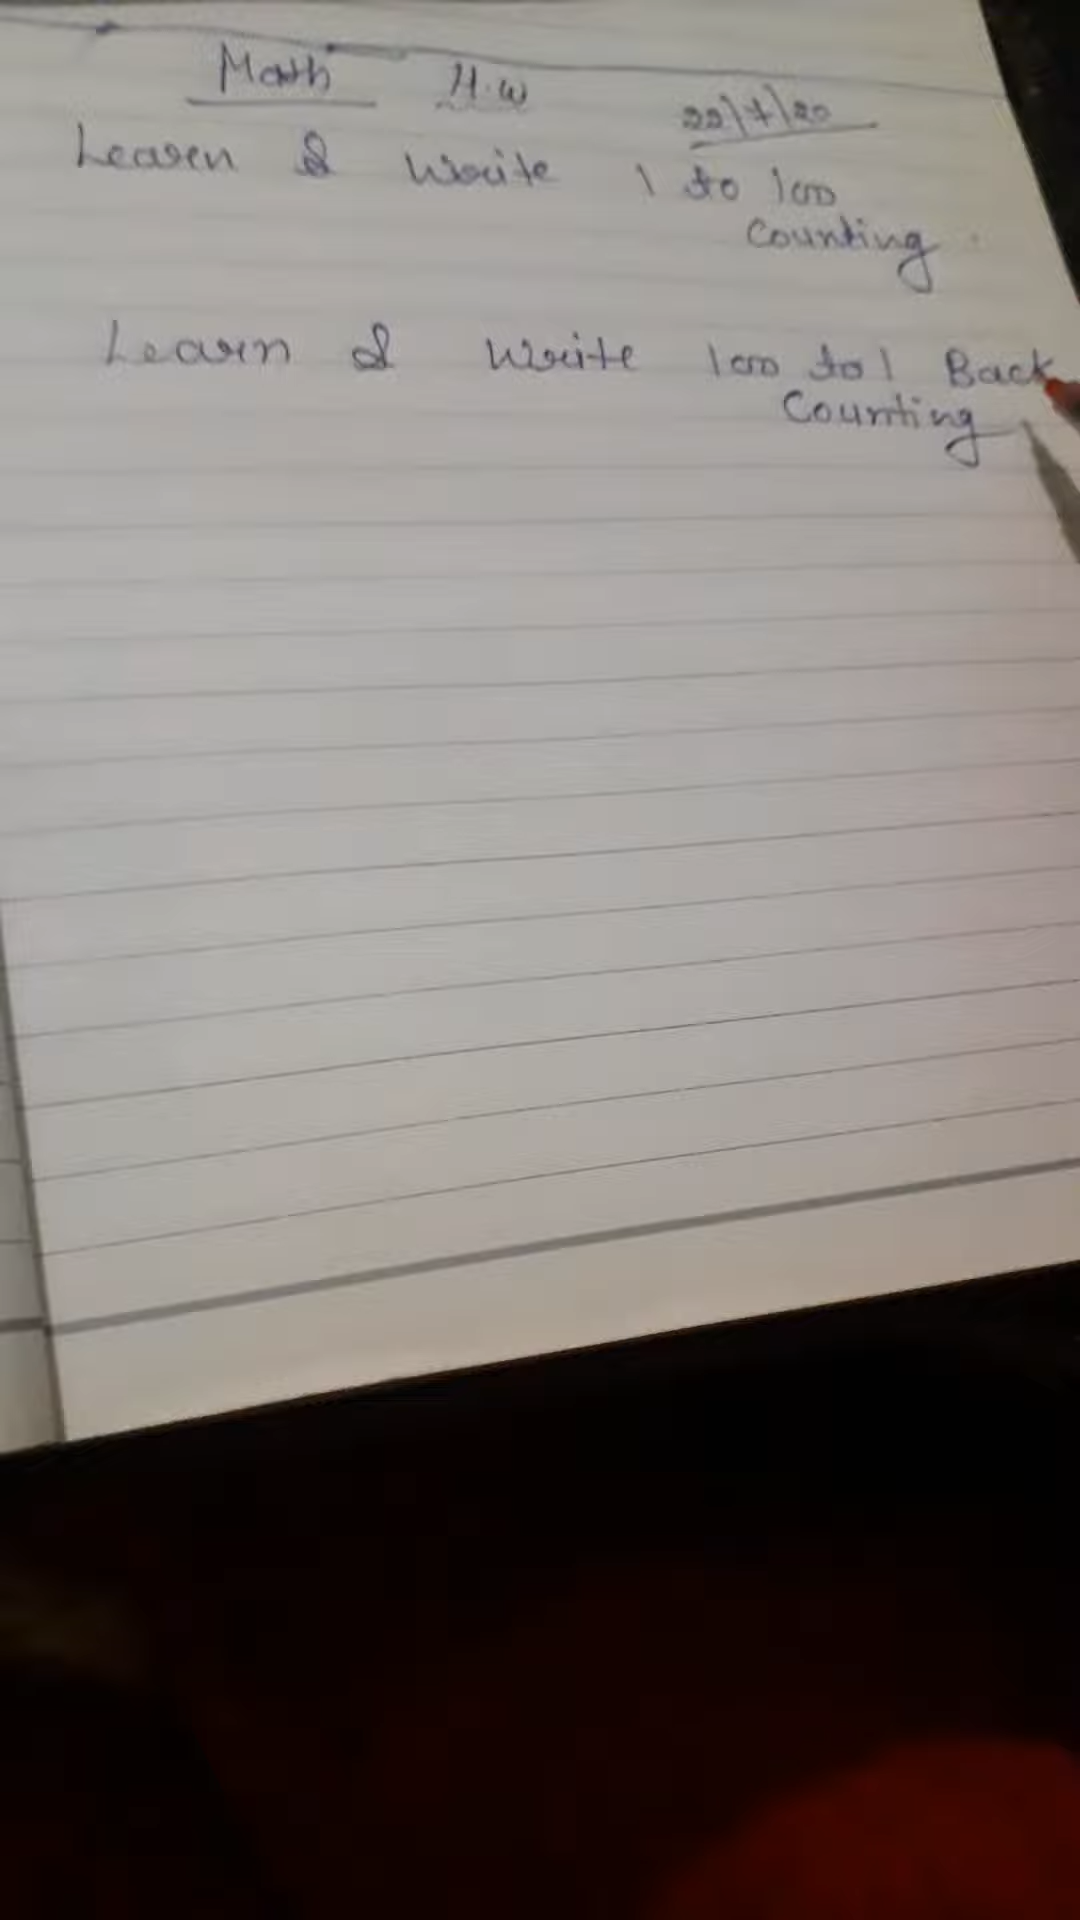 Math H.W 22/7/20
Learn & Write 1 to 100
Counting.
Learn & Write 100 to 1 Back
Counting